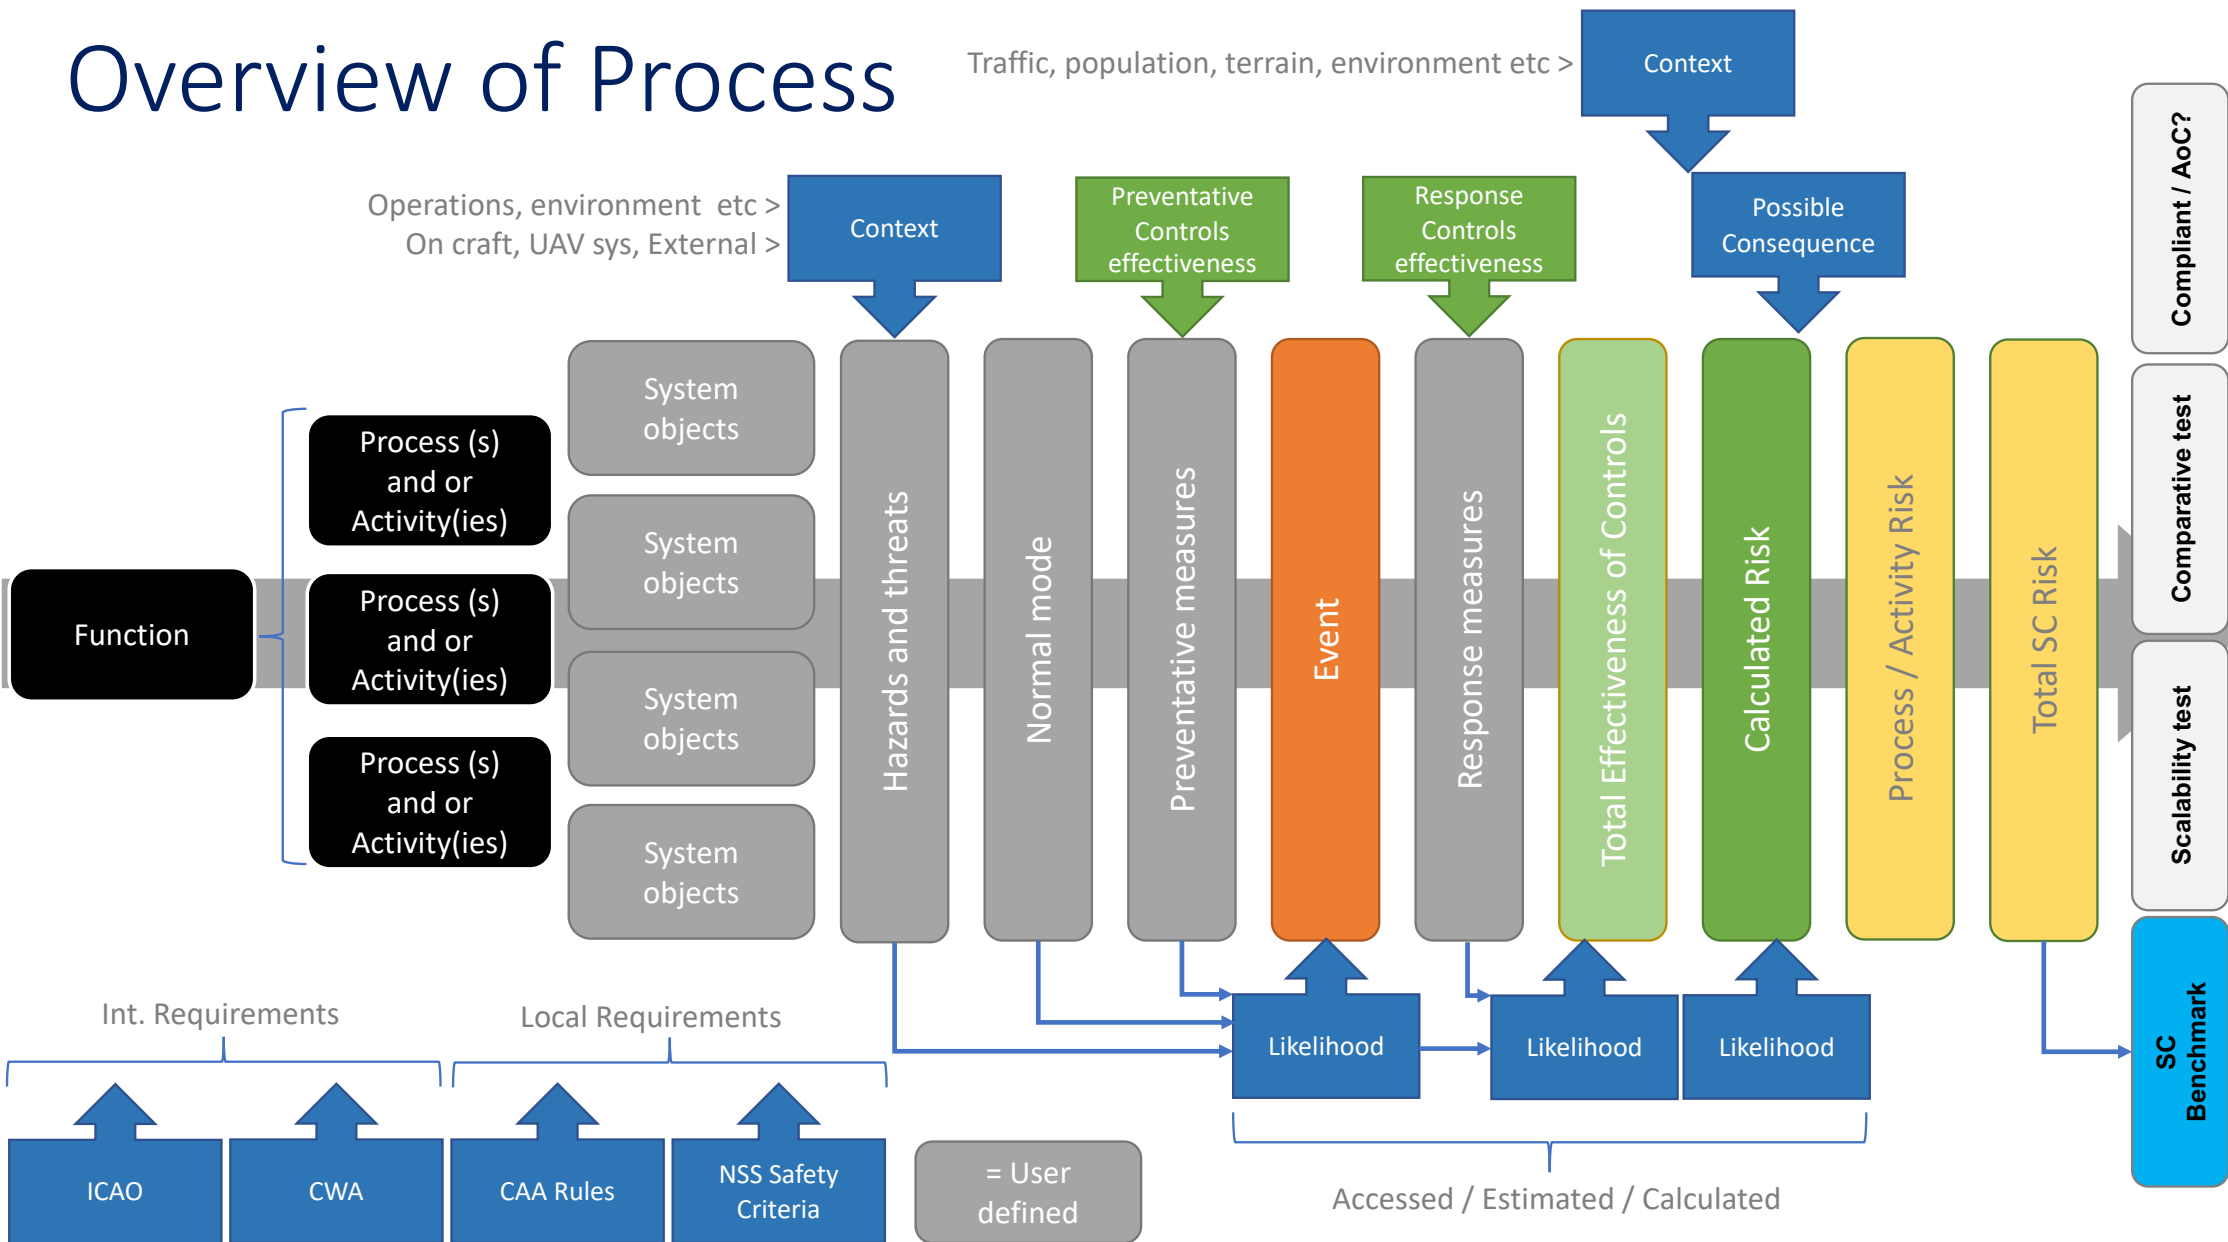 Overview of Process
Traffic, population, terrain, environment etc >
Context
Compliant / AoC?
Operations, environment  etc >
On craft, UAV sys, External >
Context
Preventative
Controls
effectiveness
Response
Controls
effectiveness
Possible
Consequence
Function
Process (s)
and or
Activity(ies)
Process (s)
and or
Activity(ies)
Process (s)
and or
Activity(ies)
System
objects
System
objects
System
objects
System
objects
Hazards and threats
Normal mode
Preventative measures
Event
Response measures
Total Effectiveness of Controls
Calculated Risk
Process / Activity Risk
Total SC Risk
Comparative test
Scalability test
SC
Benchmark
Likelihood
Likelihood
Likelihood
Accessed / Estimated / Calculated
Int. Requirements
Local Requirements
ICAO
CWA
CAA Rules
NSS Safety
Criteria
= User
defined